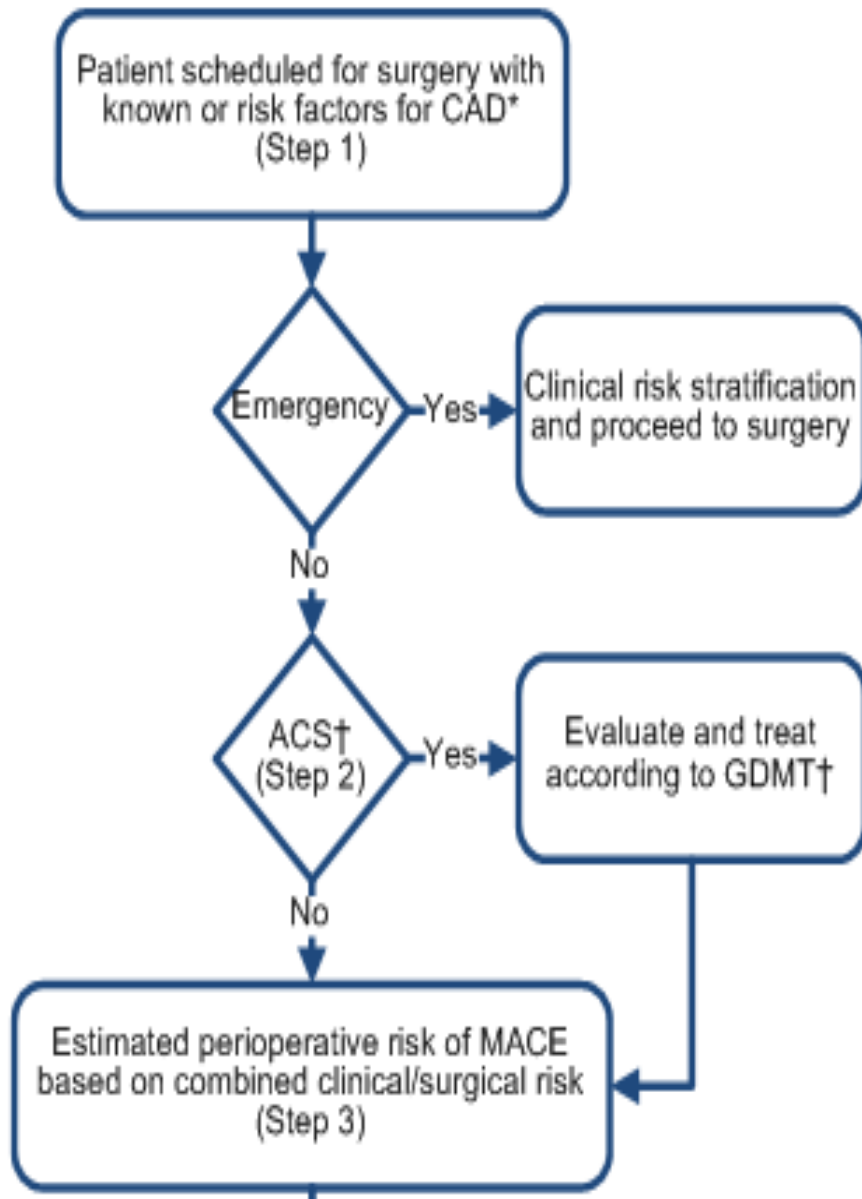 Patient scheduled for surgery with
known or risk factors for CAD*
(Step 1)
Emergency
Yes
Clinical risk stratification
and proceed to surgery
No
ACS†
(Step 2)
Yes
Evaluate and treat
according to GDMT†
No
Estimated perioperative risk of MACE
based on combined clinical/surgical risk
(Step 3)